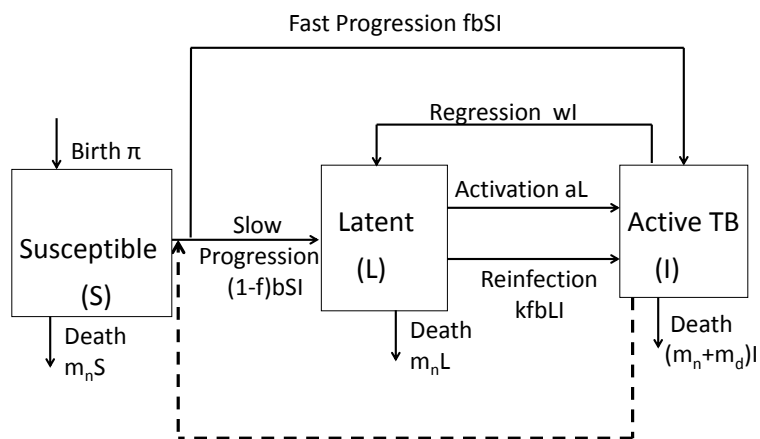 Fast Progression fbSI
Regression wI
Birth π
Activation aL
Slow
Progression
(1-f)bSI
Susceptible
(S)
Latent
(L)
Active TB
(I)
Reinfection
kfbLI
Death
mₙS
Death
mₙL
Death
(mₙ+m_d)I